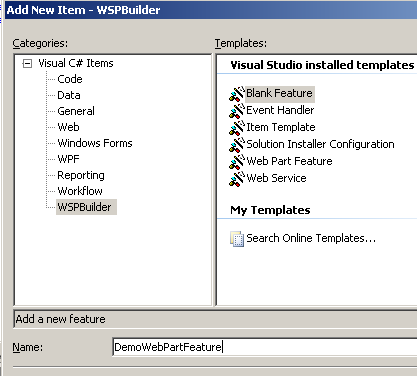 Add New Item - WSPBuilder
Categories:
Templates:
Visual C# Items
Code
Data
General
Web
Windows Forms
WPF
Reporting
Workflow
WSPBuilder
Visual Studio installed templates
Blank Feature
Event Handler
Item Template
Solution Installer Configuration
Web Part Feature
Web Service
My Templates
Search Online Templates...
Add a new feature
Name:
DemoWebPartFeature